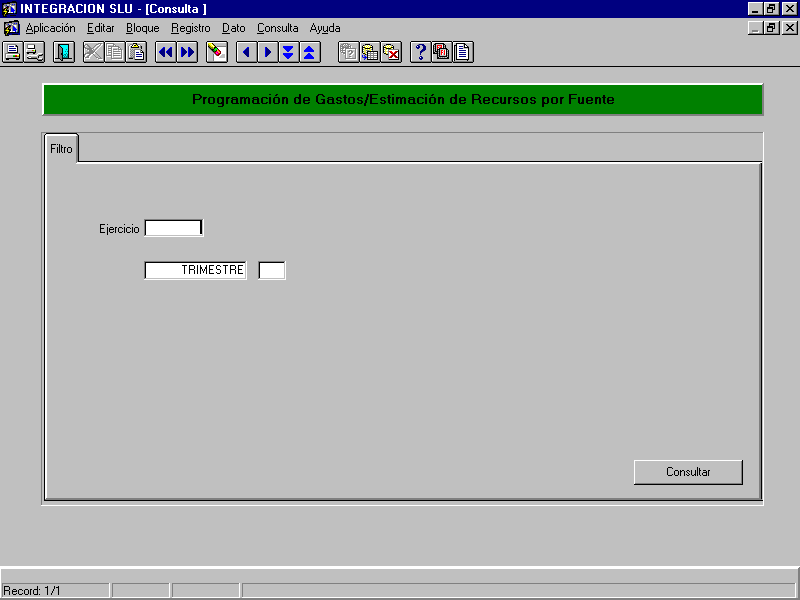 INTEGRACION SLU - [Consulta ]
Aplicación Editar Bloque Registro Dato Consulta Ayuda
Programación de Gastos/Estimación de Recursos por Fuente
Filtro
Ejercicio
TRIMESTRE
Consultar
Record: 1/1